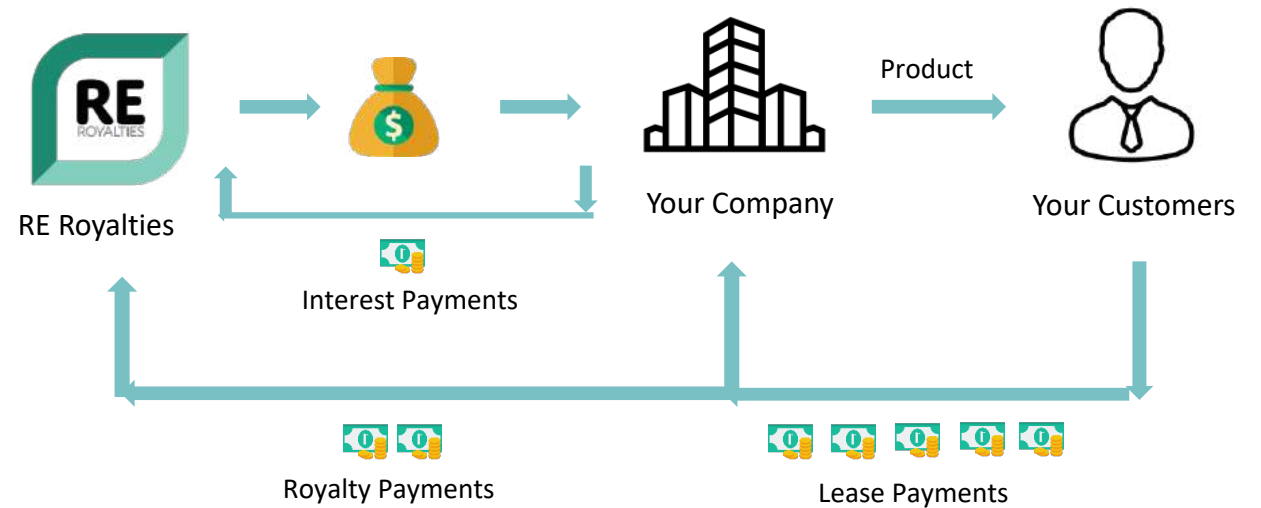 RE
ROYALTIES
$
Product
RE Royalties
Your Company
Your Customers
Interest Payments
Royalty Payments
Lease Payments